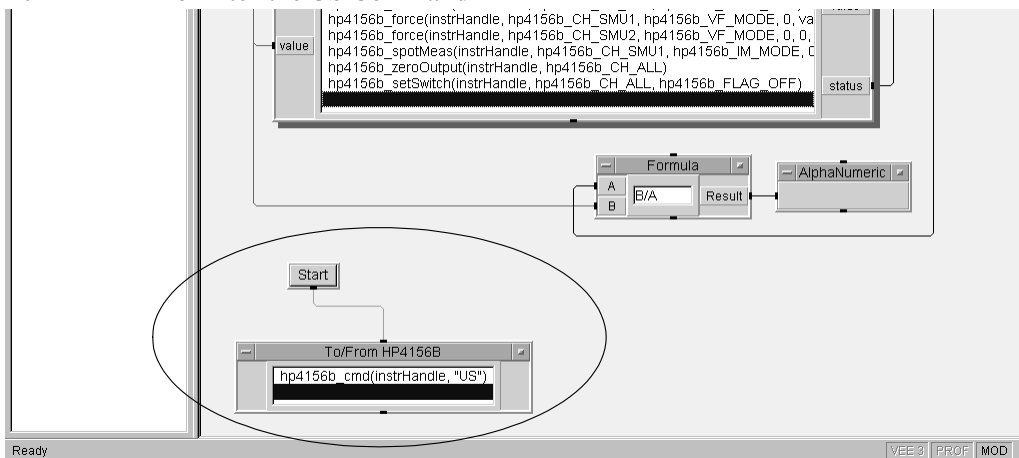 hp4156b_force(instrHandle, hp4156b_CH_SMU1, hp4156b_VF_MODE, 0, va
value
hp4156b_force(instrHandle, hp4156b_CH_SMU2, hp4156b_VF_MODE, 0, 0,
hp4156b_spotMeas(instrHandle, hp4156b_CH_SMU1, hp4156b_IM_MODE, 0
hp4156b_zeroOutput(instrHandle, hp4156b_CH_ALL)
hp4156b_setSwitch(instrHandle, hp4156b_CH_ALL, hp4156b_FLAG_OFF)
status
Formula
A
B
B/A
Result
AlphaNumeric
Start
To/From HP4156B
hp4156b_cmd(instrHandle, "US")
Ready
VEE 3 PROF MOD